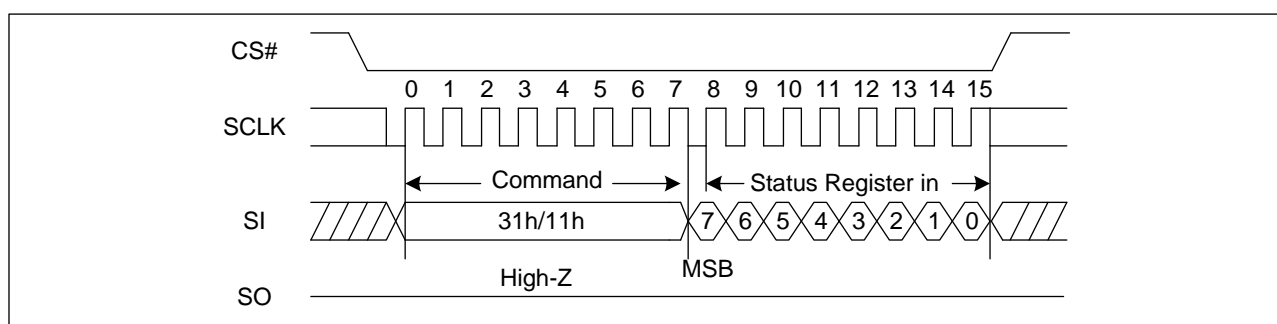 CS#
0 1 2 3 4 5 6 7 8 9 10 11 12 13 14 15
SCLK
Command Status Register in
SI 31h/11h 7 6 5 4 3 2 1 0
High-Z MSB
SO